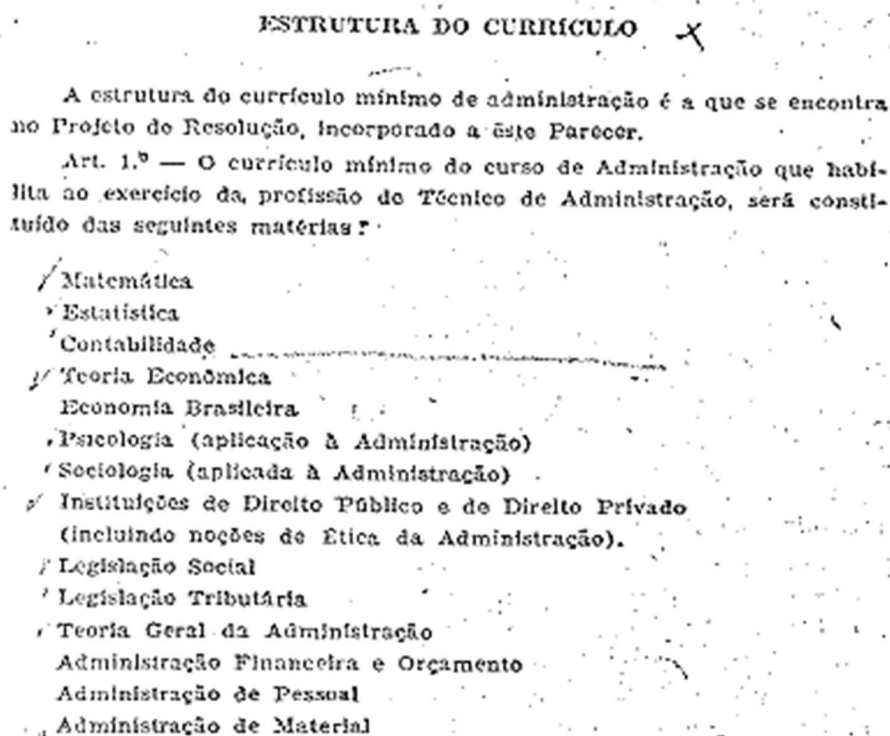 ESTRUTURA DO CURRÍCULO
A estrutura do currículo mínimo de administração é a que se encontra
no Projeto de Resolução, incorporado a êste Parecer.
Art. 1.º — O currículo mínimo do curso de Administração que habi-
lita ao exercício da profissão de Técnico de Administração, será consti-
tuído das seguintes matérias:
Matemática
Estatística
Contabilidade
Teoria Econômica
Economia Brasileira
Psicologia (aplicação à Administração)
Sociologia (aplicada à Administração)
Instituições de Direito Público e de Direito Privado
(incluindo noções de Ética da Administração).
Legislação Social
Legislação Tributária
Teoria Geral da Administração
Administração Financeira e Orçamento
Administração de Pessoal
Administração de Material